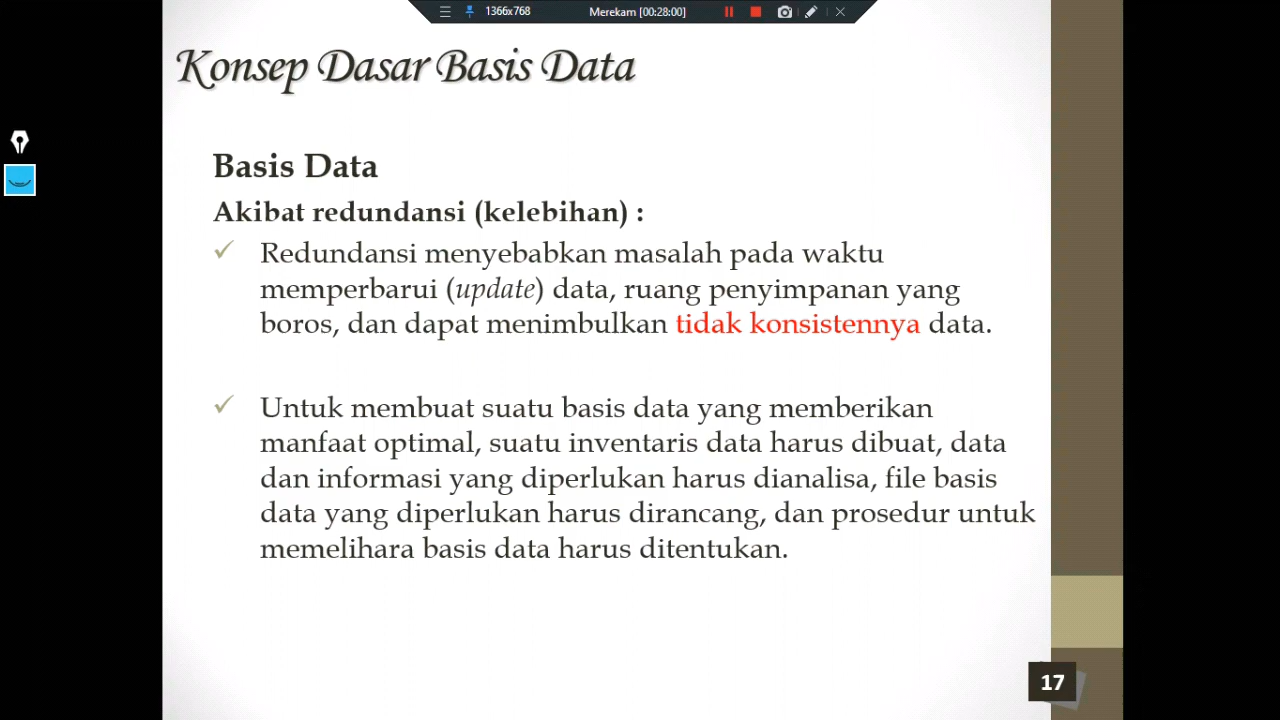 1366x768 Merekam [00:28:00]
Konsep Dasar Basis Data
Basis Data
Akibat redundansi (kelebihan) :
Redundansi menyebabkan masalah pada waktu
memperbarui (update) data, ruang penyimpanan yang
boros, dan dapat menimbulkan tidak konsistennya data.
Untuk membuat suatu basis data yang memberikan
manfaat optimal, suatu inventaris data harus dibuat, data
dan informasi yang diperlukan harus dianalisa, file basis
data yang diperlukan harus dirancang, dan prosedur untuk
memelihara basis data harus ditentukan.
17